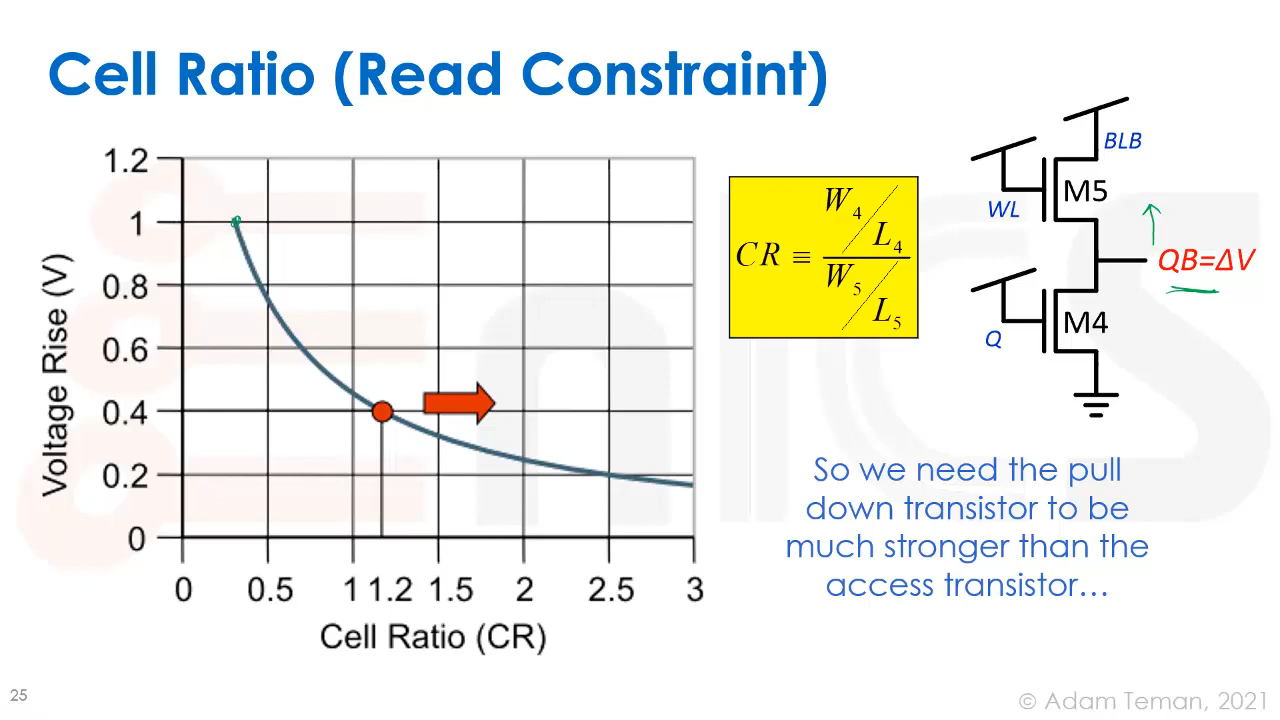 Cell Ratio (Read Constraint)
Voltage Rise (V)
1.2
1
0.8
0.6
0.4
0.2
0
0 0.5 1 1.2 1.5 2 2.5 3
Cell Ratio (CR)
CR ≡ W4/L4 / W5/L5
BLB
M5
WL
QB=ΔV
M4
Q
So we need the pull
down transistor to be
much stronger than the
access transistor…
25
© Adam Teman, 2021